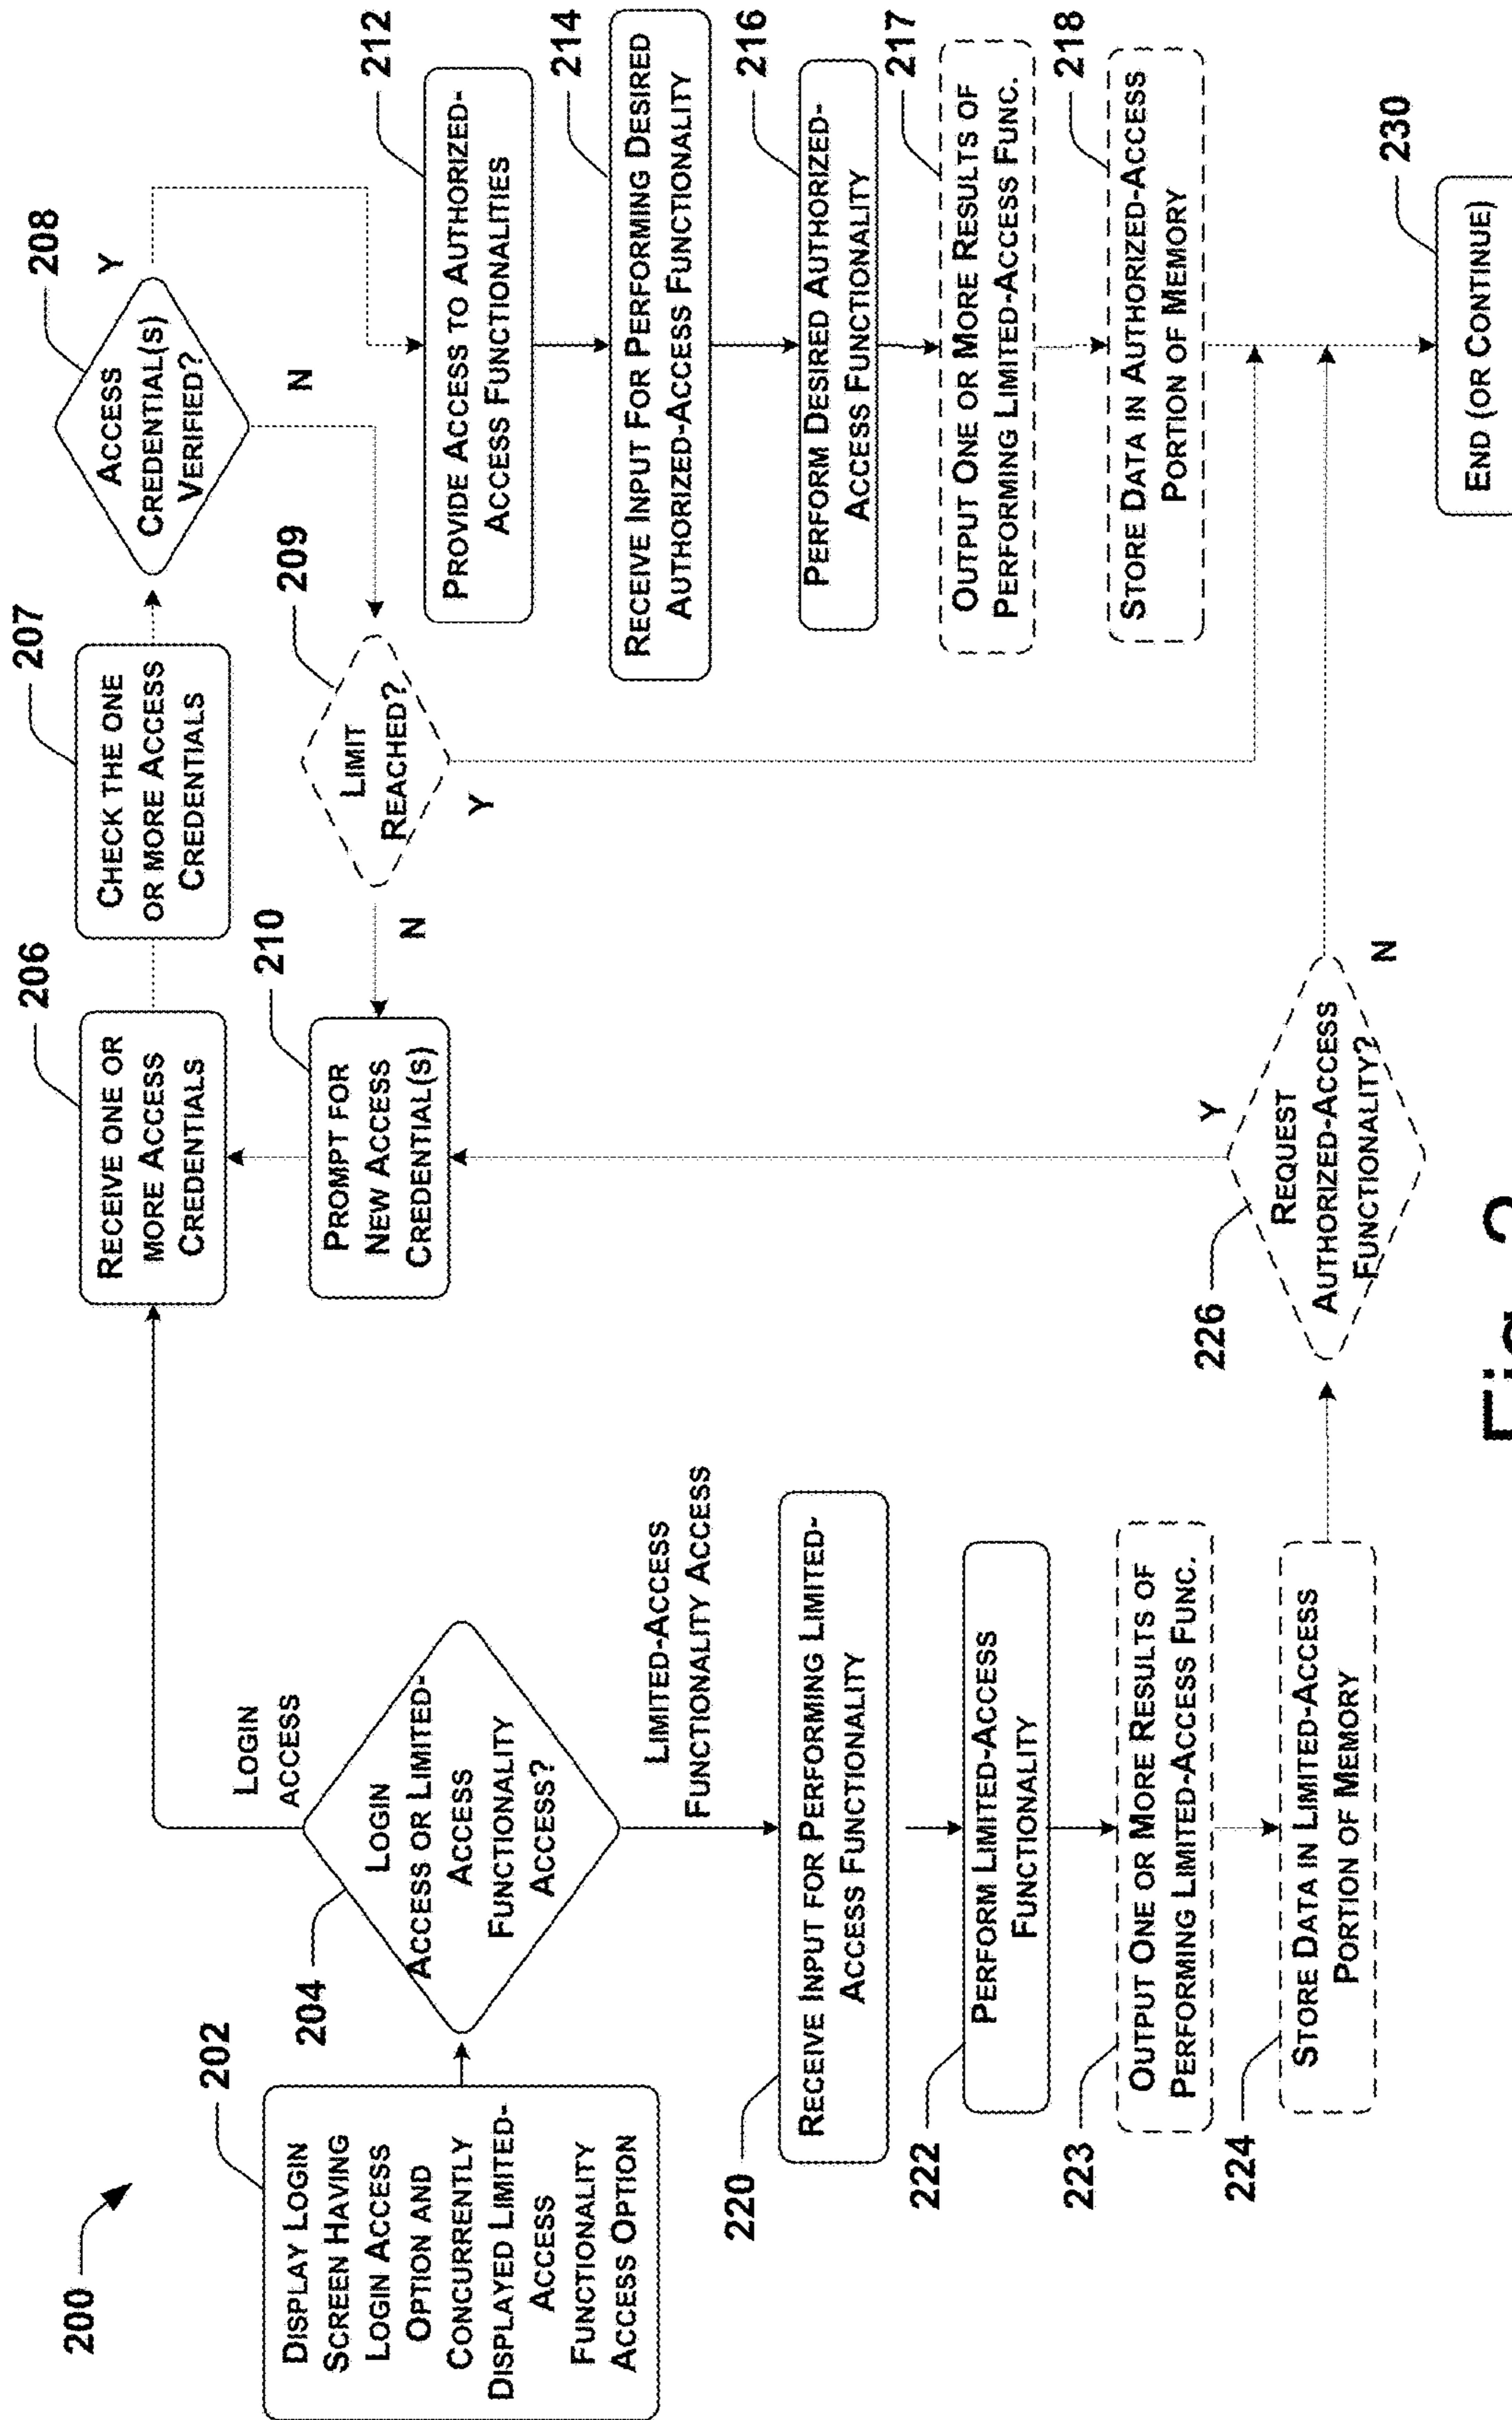 200
202
DISPLAY LOGIN
SCREEN HAVING
LOGIN ACCESS
OPTION AND
CONCURRENTLY
DISPLAYED LIMITED-
ACCESS
FUNCTIONALITY
ACCESS OPTION
204
LOGIN
ACCESS OR LIMITED-
ACCESS
FUNCTIONALITY
ACCESS?
LOGIN
ACCESS
LIMITED-ACCESS
FUNCTIONALITY ACCESS
206
RECEIVE ONE OR
MORE ACCESS
CREDENTIALS
207
CHECK THE ONE
OR MORE ACCESS
CREDENTIALS
208
ACCESS
CREDENTIAL(S)
VERIFIED?
Y
N
209
LIMIT
REACHED?
Y
N
210
PROMPT FOR
NEW ACCESS
CREDENTIAL(S)
212
PROVIDE ACCESS TO AUTHORIZED-
ACCESS FUNCTIONALITIES
214
RECEIVE INPUT FOR PERFORMING DESIRED
AUTHORIZED-ACCESS FUNCTIONALITY
216
PERFORM DESIRED AUTHORIZED-
ACCESS FUNCTIONALITY
217
OUTPUT ONE OR MORE RESULTS OF
PERFORMING LIMITED-ACCESS FUNC.
218
STORE DATA IN AUTHORIZED-ACCESS
PORTION OF MEMORY
220
RECEIVE INPUT FOR PERFORMING LIMITED-
ACCESS FUNCTIONALITY
222
PERFORM LIMITED-ACCESS
FUNCTIONALITY
223
OUTPUT ONE OR MORE RESULTS OF
PERFORMING LIMITED-ACCESS FUNC.
224
STORE DATA IN LIMITED-ACCESS
PORTION OF MEMORY
226
REQUEST
AUTHORIZED-ACCESS
FUNCTIONALITY?
Y
N
230
END (OR CONTINUE)
Fig.